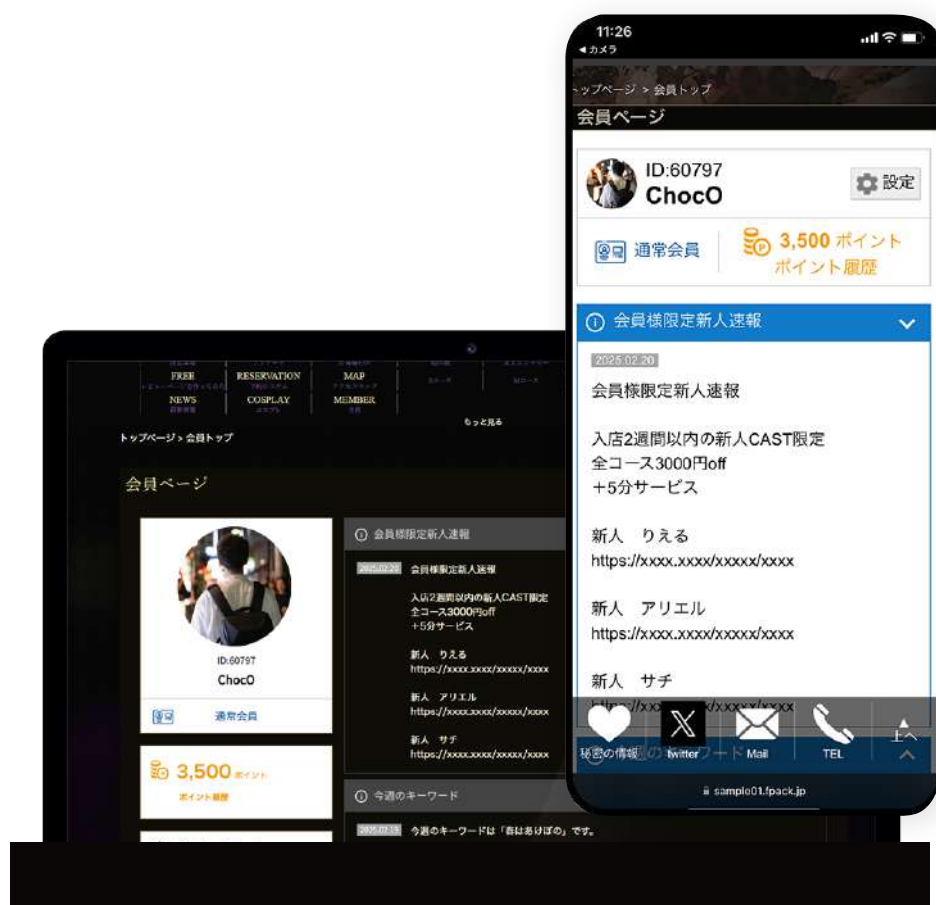 11:26
◀カメラ
トップページ > 会員トップ
会員ページ
ID:60797
ChocO
設定
通常会員
3,500 ポイント
ポイント履歴
会員様限定新人速報
2025.02.20
会員様限定新人速報
入店2週間以内の新人CAST限定
全コース3000円off
+5分サービス
新人 りえる
https://xxxx.xxxx/xxxxx/xxxx
新人 アリエル
https://xxxx.xxxx/xxxxx/xxxx
新人 サチ
秘密の情報
Twitter
Mail
TEL
上へ
sample01.fpack.jp
FREE
RESERVATION
MAP
NEWS
COSPLAY
MEMBER
もっと見る
トップページ > 会員トップ
会員ページ
ID:60797
ChocO
通常会員
3,500 ポイント
ポイント履歴
会員様限定新人速報
2025.02.20 会員様限定新人速報
入店2週間以内の新人CAST限定
全コース3000円off
+5分サービス
新人 りえる
https://xxxx.xxxx/xxxxx/xxxx
新人 アリエル
https://xxxx.xxxx/xxxxx/xxxx
新人 サチ
https://xxxx.xxxx/xxxxx/xxxx
今週のキーワード
2025.02.19 今週のキーワードは「春はあけぼの」です。